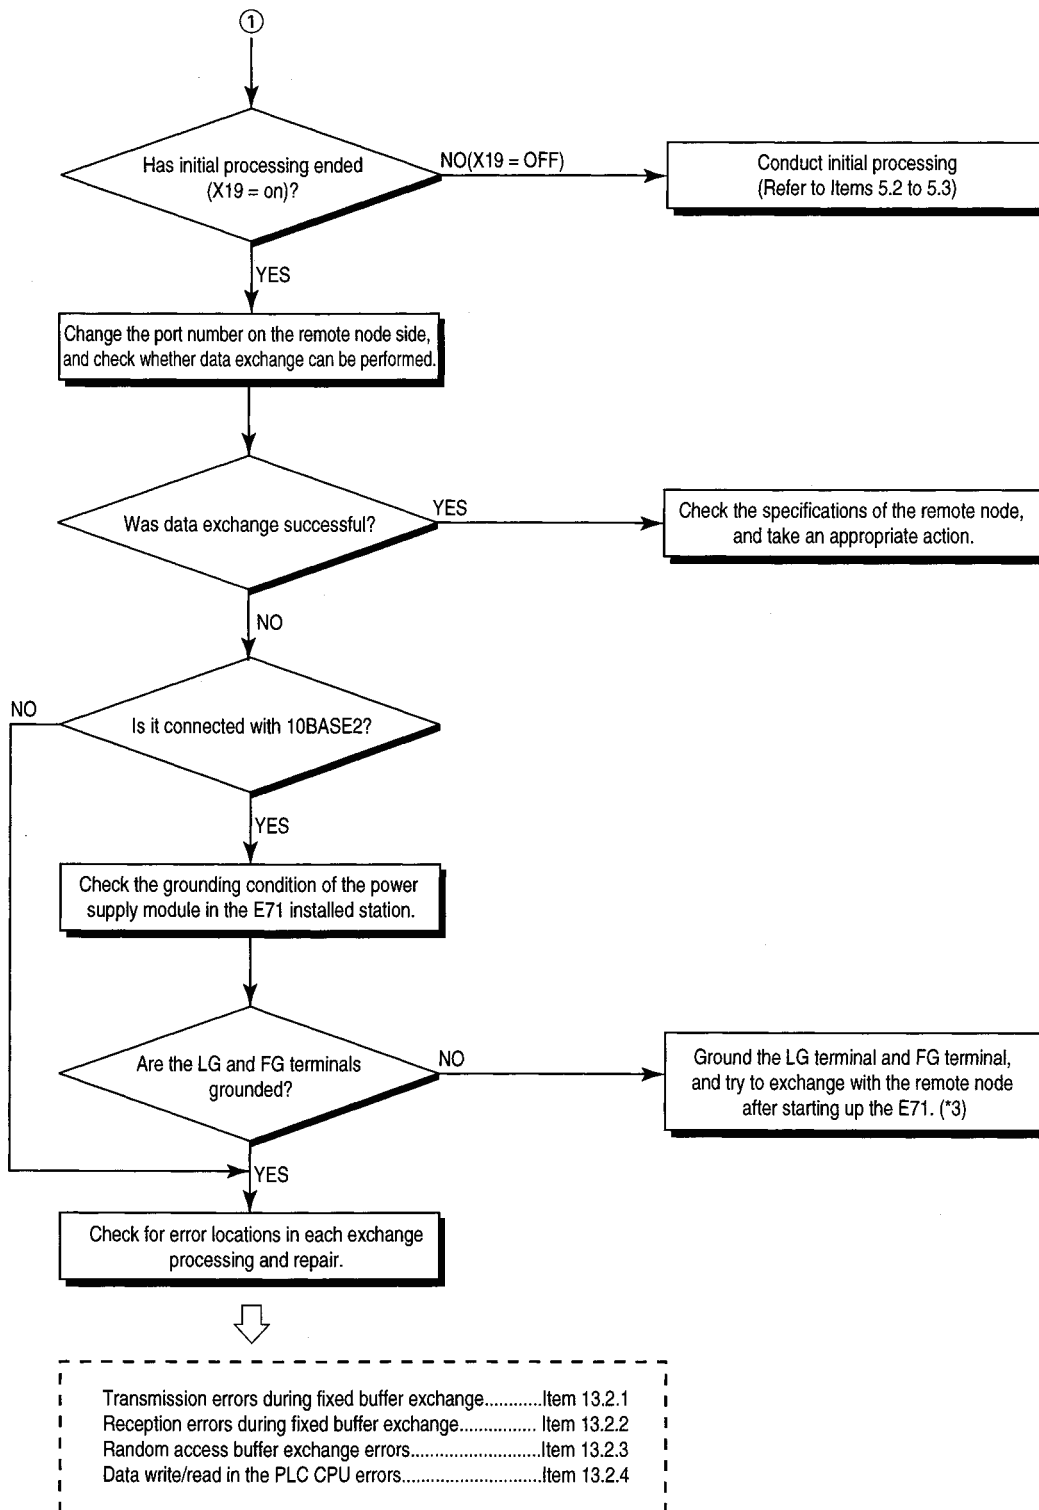 1
Has initial processing ended
(X19 = on)?
NO(X19 = OFF)
Conduct initial processing
(Refer to Items 5.2 to 5.3)
YES
Change the port number on the remote node side,
and check whether data exchange can be performed.
Was data exchange successful?
YES
Check the specifications of the remote node,
and take an appropriate action.
NO
Is it connected with 10BASE2?
NO
YES
Check the grounding condition of the power
supply module in the E71 installed station.
Are the LG and FG terminals
grounded?
NO
Ground the LG terminal and FG terminal,
and try to exchange with the remote node
after starting up the E71. (*3)
YES
Check for error locations in each exchange
processing and repair.
Transmission errors during fixed buffer exchange............Item 13.2.1
Reception errors during fixed buffer exchange................ Item 13.2.2
Random access buffer exchange errors...........................Item 13.2.3
Data write/read in the PLC CPU errors.............................Item 13.2.4